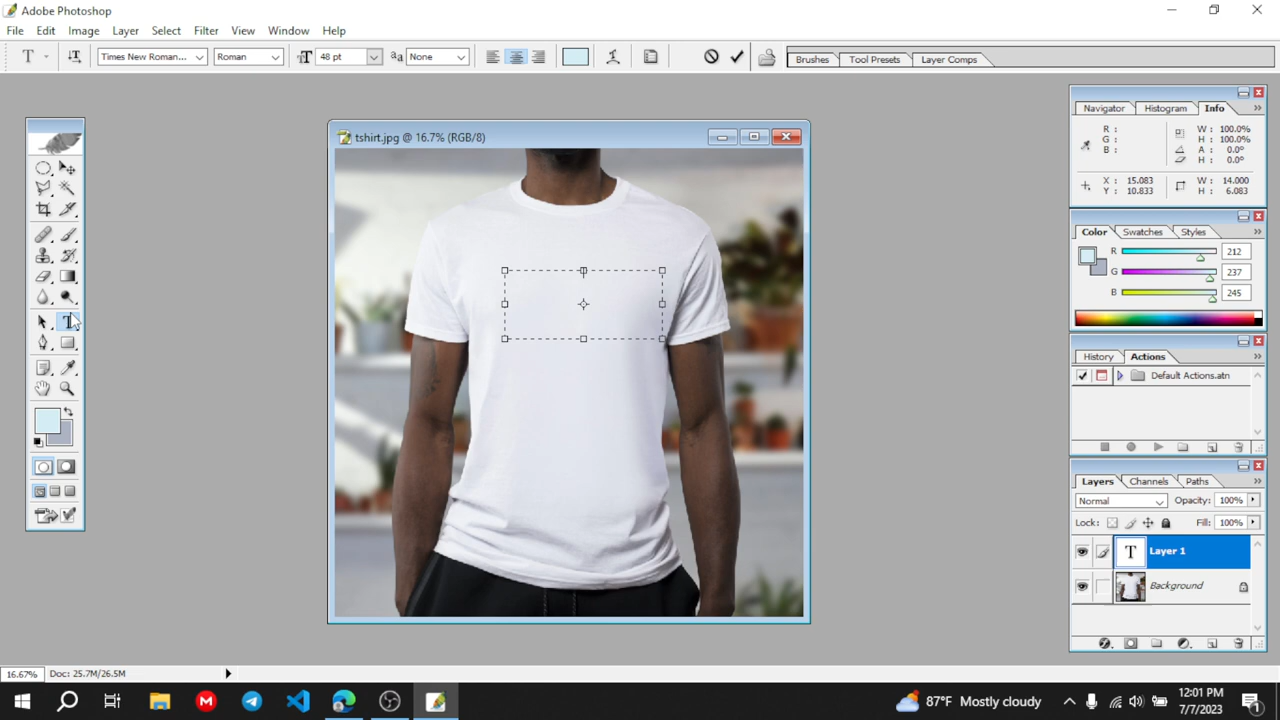 Adobe Photoshop
File Edit Image Layer Select Filter View Window Help
T T Times New Roman... Roman T 48 pt aa None Brushes Tool Presets Layer Comps
tshirt.jpg @ 16.7% (RGB/8)
Navigator Histogram Info
R : W : 100.0%
G : H : 100.0%
B : 0.0°
0.0°
X : 15.083 W : 14.000
Y : 10.833 H : 6.083
Color Swatches Styles
R 212
G 237
B 245
History Actions
Default Actions.atn
Layers Channels Paths
Normal Opacity: 100%
Lock: Fill: 100%
T Layer 1
Background
T
16.67% Doc: 25.7M/26.5M
M 87°F Mostly cloudy 12:01 PM
7/7/2023 1